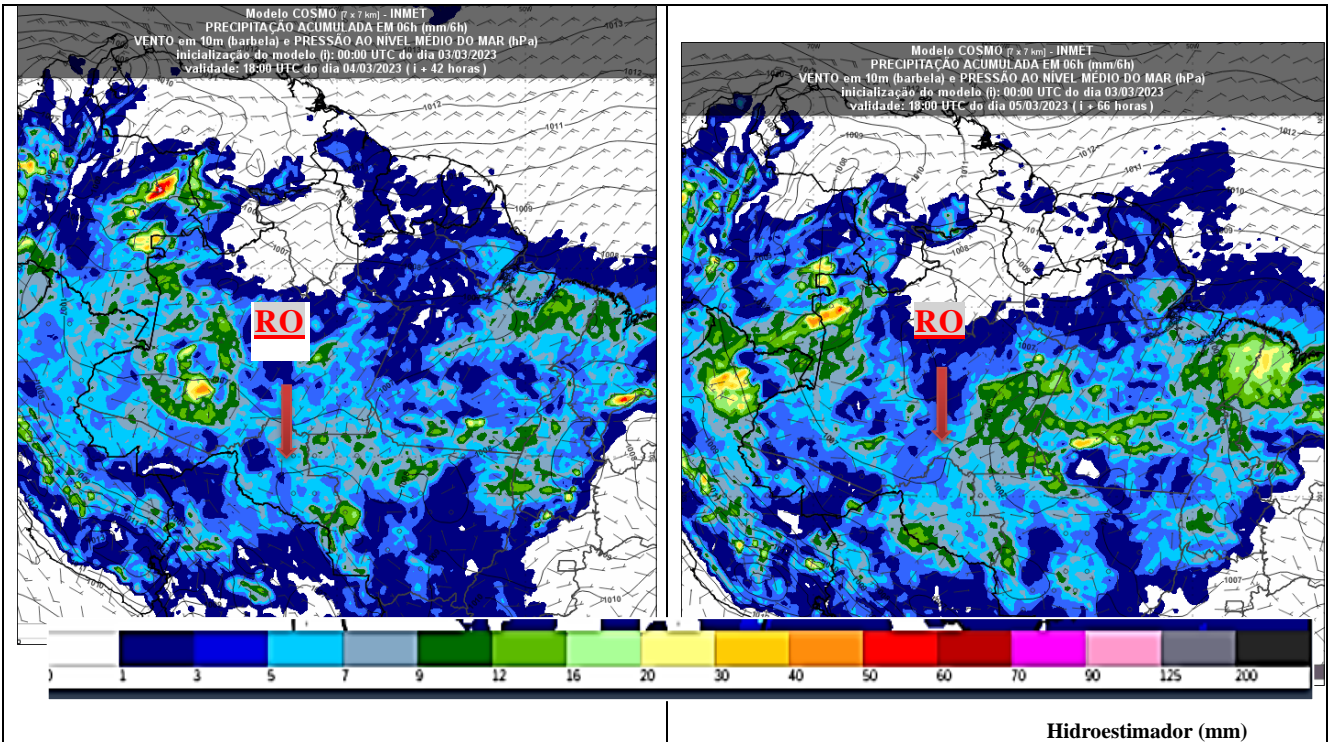 Modelo COSMO [7 x 7 km] - INMET
PRECIPITAÇÃO ACUMULADA EM 06h (mm/6h)
VENTO em 10m (barbela) e PRESSÃO AO NÍVEL MÉDIO DO MAR (hPa)
inicialização do modelo (i): 00:00 UTC do dia 03/03/2023
validade: 18:00 UTC do dia 04/03/2023 ( i + 42 horas )
RO
Modelo COSMO [7 x 7 km] - INMET
PRECIPITAÇÃO ACUMULADA EM 06h (mm/6h)
VENTO em 10m (barbela) e PRESSÃO AO NÍVEL MÉDIO DO MAR (hPa)
inicialização do modelo (i): 00:00 UTC do dia 03/03/2023
validade: 18:00 UTC do dia 05/03/2023 ( i + 66 horas )
RO
1 3 5 7 9 12 16 20 30 40 50 60 70 90 125 200
Hidroestimador (mm)